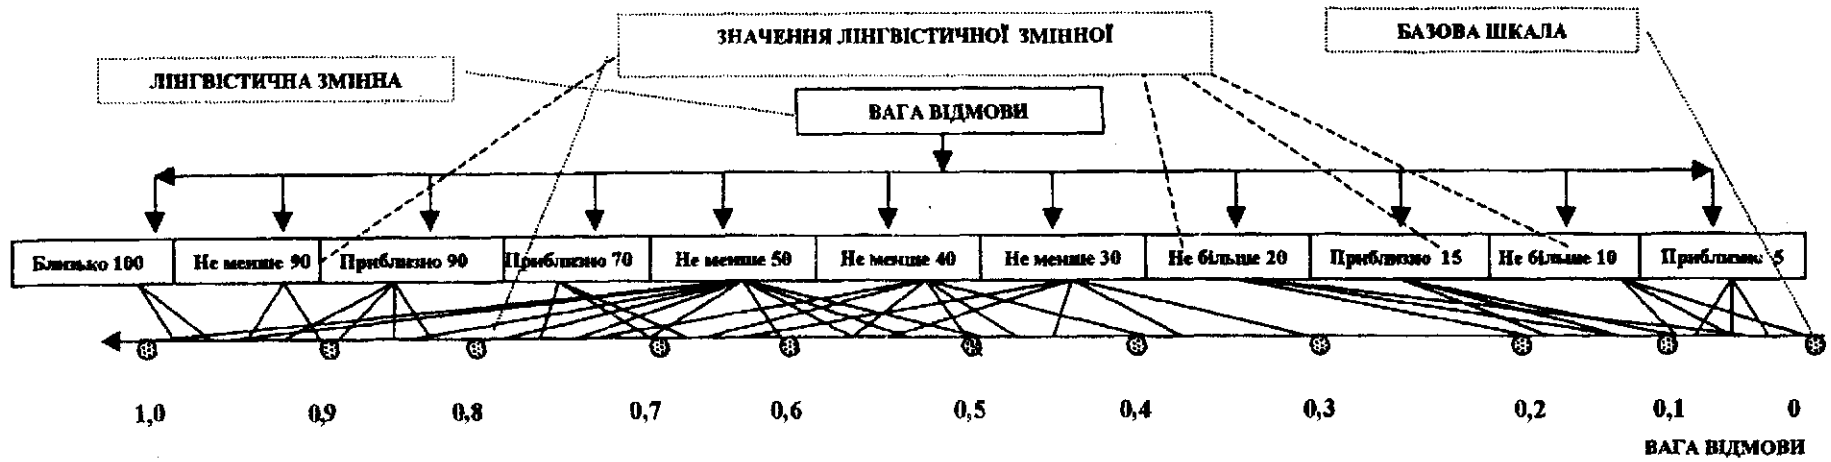 ЗНАЧЕННЯ ЛІНГВІСТИЧНОЇ ЗМІННОЇ
БАЗОВА ШКАЛА
ЛІНГВІСТИЧНА ЗМІННА
ВАГА ВІДМОВИ
Близько 100
Не менше 90
Приблизно 90
Приблизно 70
Не менше 50
Не менше 40
Не менше 30
Не більше 20
Приблизно 15
Не більше 10
Приблизно 5
1,0
0,9
0,8
0,7
0,6
0,5
0,4
0,3
0,2
0,1
0
ВАГА ВІДМОВИ